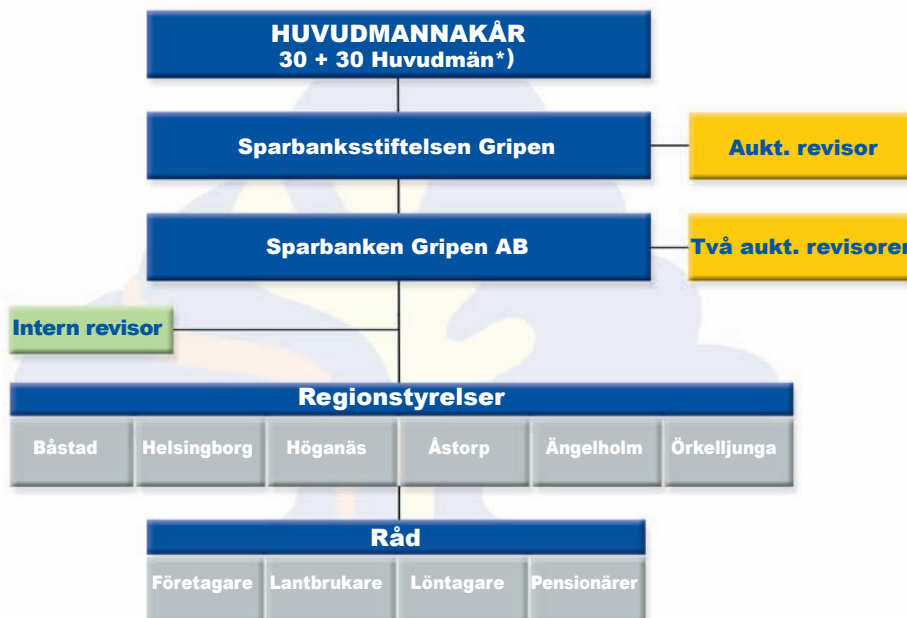 HUVUDMANNAKÅR
30 + 30 Huvudmän*)
Sparbanksstiftelsen Gripen
Aukt. revisor
Sparbanken Gripen AB
Två aukt. revisorer
Intern revisor
Regionstyrelser
Båstad
Helsingborg
Höganäs
Åstorp
Ängelholm
Örkelljunga
Råd
Företagare
Lantbrukare
Löntagare
Pensionärer